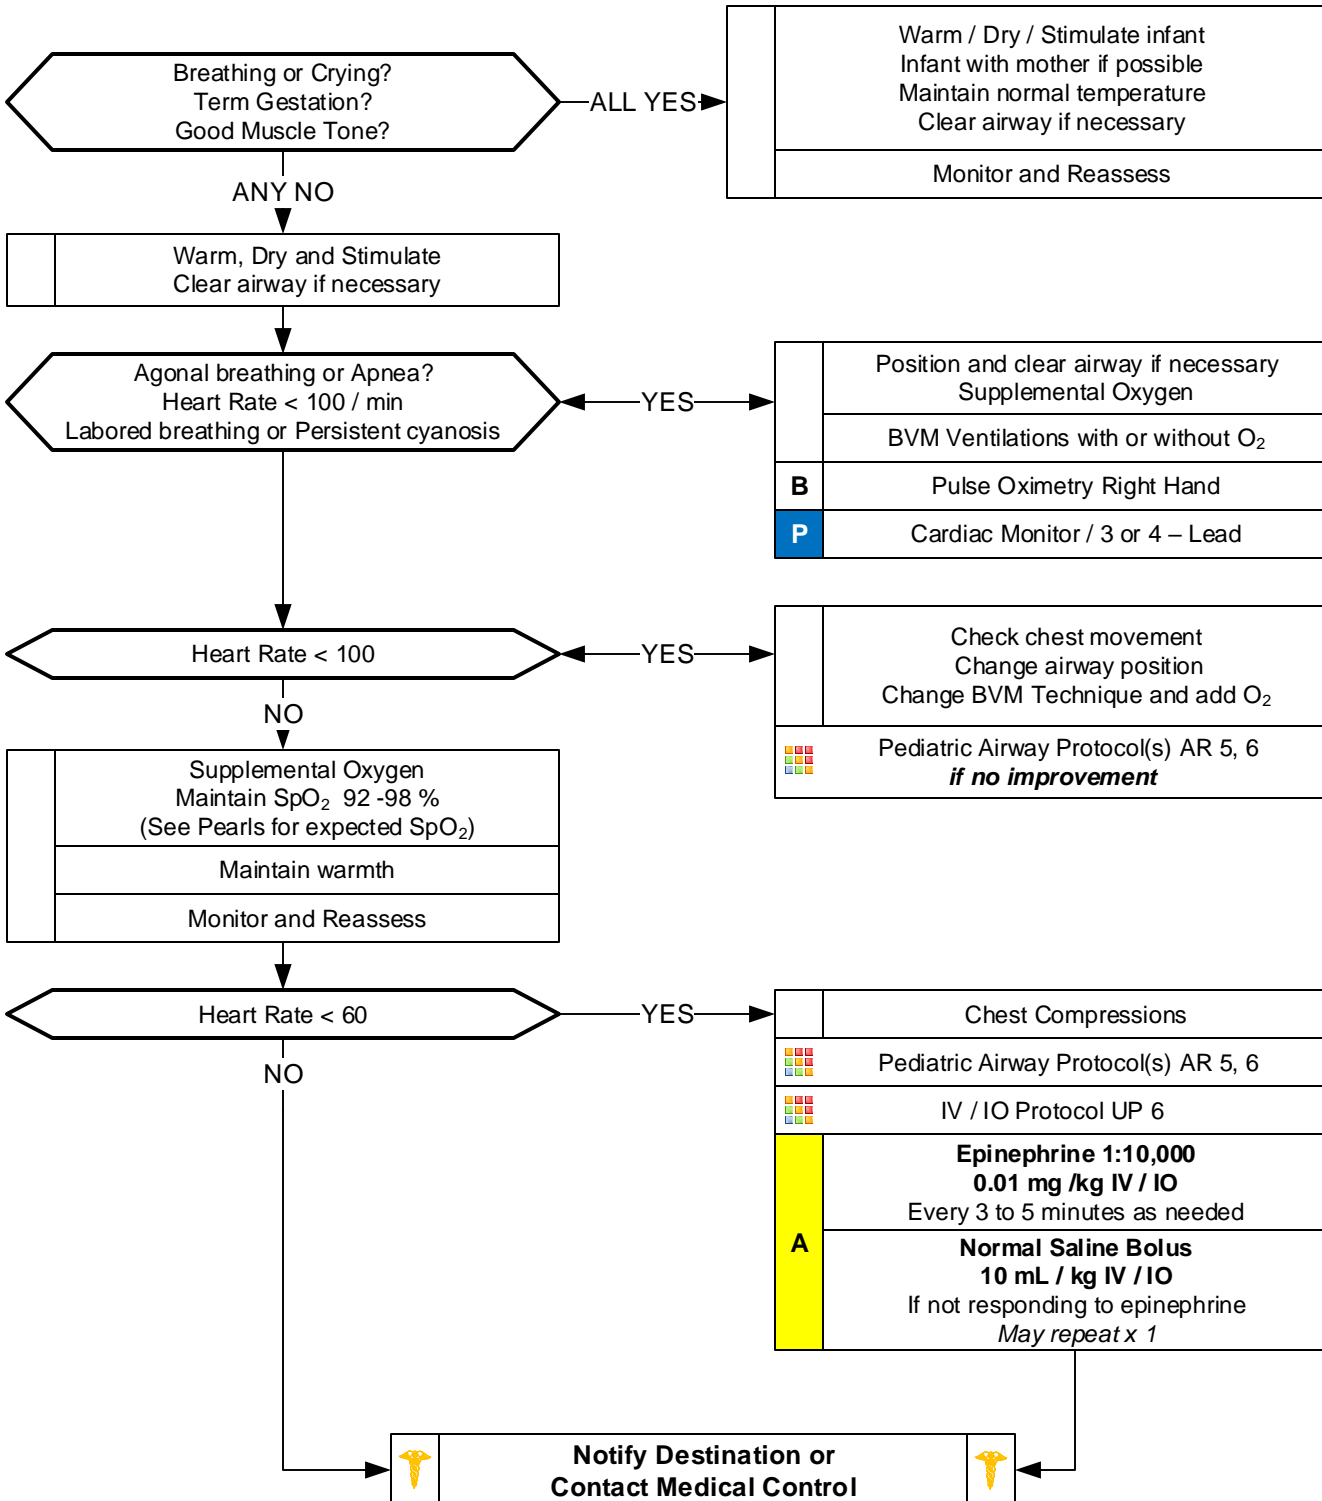 Breathing or Crying?
Term Gestation?
Good Muscle Tone?
ALL YES
Warm / Dry / Stimulate infant
Infant with mother if possible
Maintain normal temperature
Clear airway if necessary
Monitor and Reassess
ANY NO
Warm, Dry and Stimulate
Clear airway if necessary
Agonal breathing or Apnea?
Heart Rate < 100 / min
Labored breathing or Persistent cyanosis
YES
Position and clear airway if necessary
Supplemental Oxygen
BVM Ventilations with or without O₂
B
Pulse Oximetry Right Hand
P
Cardiac Monitor / 3 or 4 – Lead
Heart Rate < 100
YES
Check chest movement
Change airway position
Change BVM Technique and add O₂
Pediatric Airway Protocol(s) AR 5, 6
if no improvement
NO
Supplemental Oxygen
Maintain SpO₂ 92 -98 %
(See Pearls for expected SpO₂)
Maintain warmth
Monitor and Reassess
Heart Rate < 60
YES
Chest Compressions
Pediatric Airway Protocol(s) AR 5, 6
IV / IO Protocol UP 6
A
Epinephrine 1:10,000
0.01 mg /kg IV / IO
Every 3 to 5 minutes as needed
Normal Saline Bolus
10 mL / kg IV / IO
If not responding to epinephrine
May repeat x 1
NO
Notify Destination or
Contact Medical Control